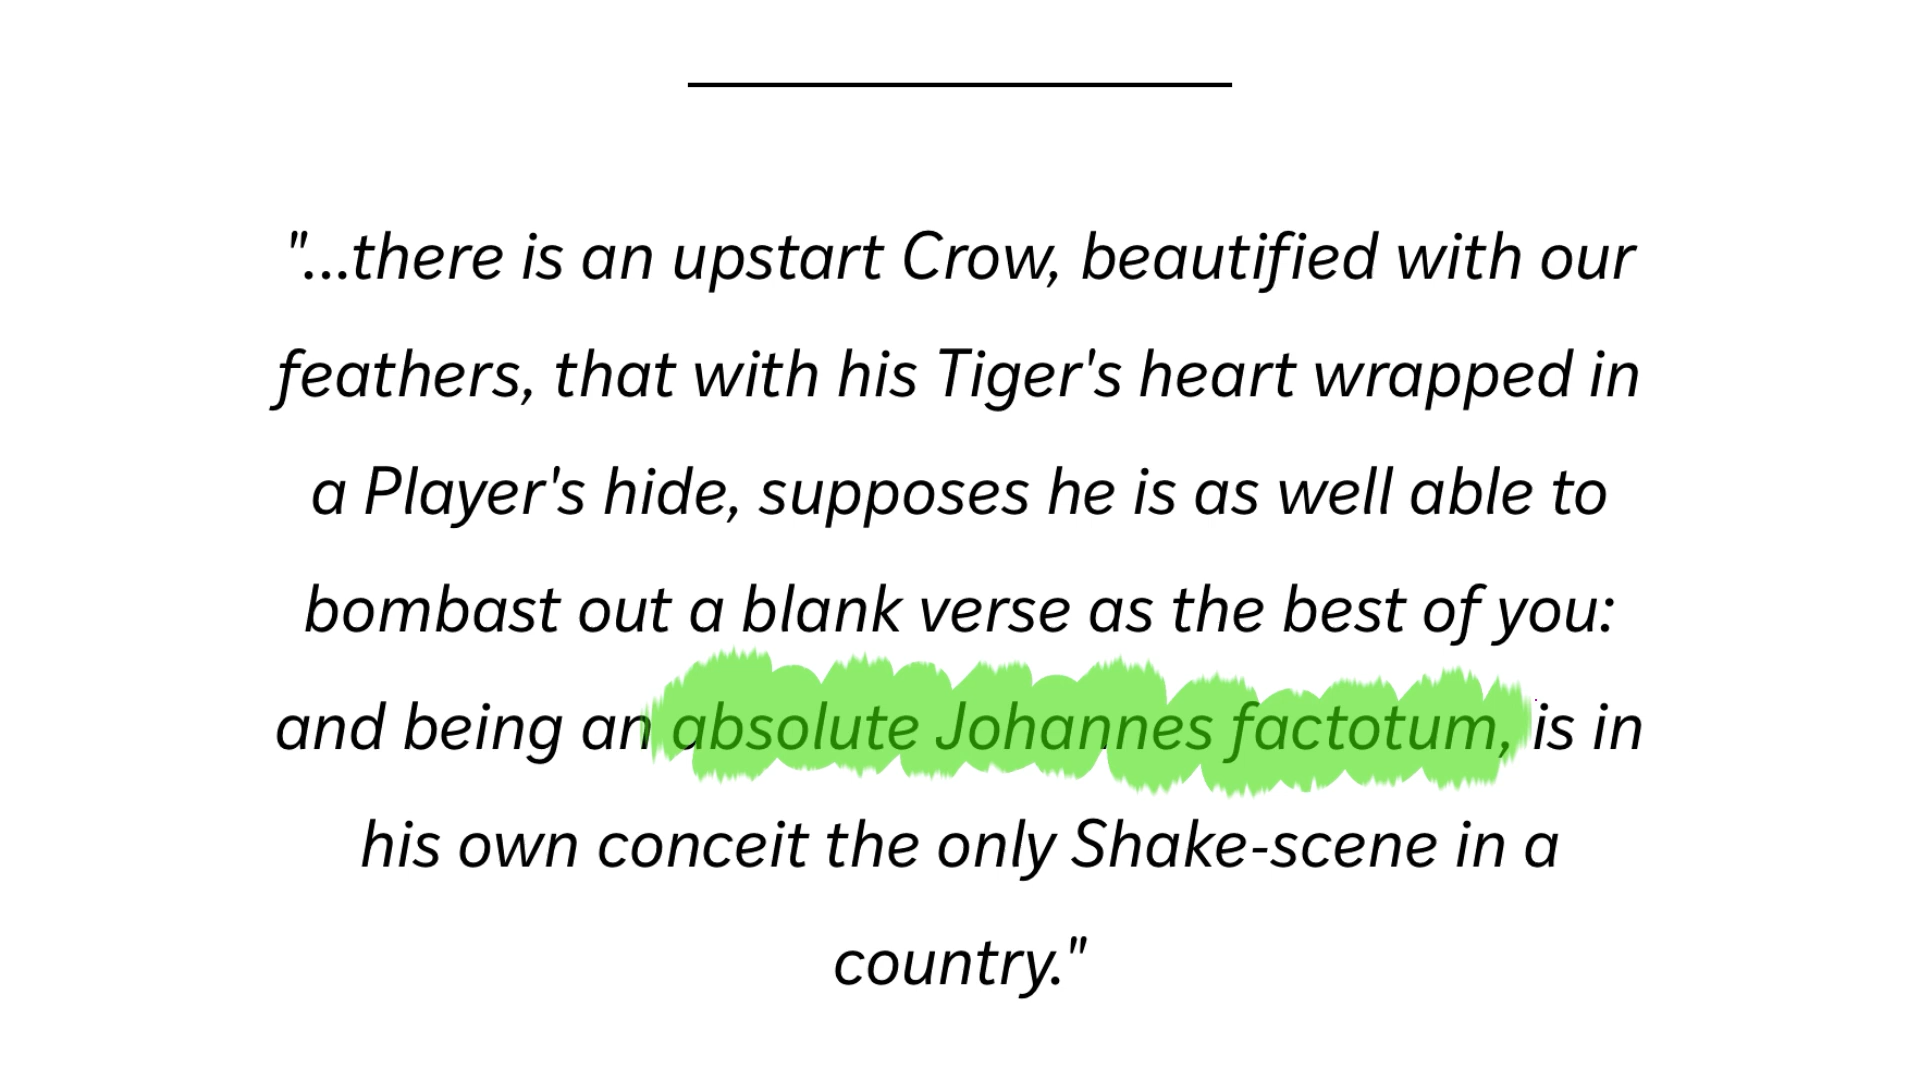 "...there is an upstart Crow, beautified with our
feathers, that with his Tiger's heart wrapped in
a Player's hide, supposes he is as well able to
bombast out a blank verse as the best of you:
and being an absolute Johannes factotum, is in
his own conceit the only Shake-scene in a
country."